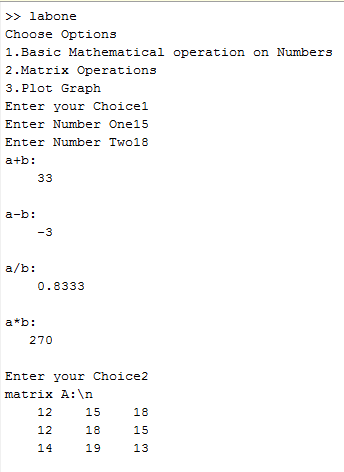 >> labone
Choose Options
1.Basic Mathematical operation on Numbers
2.Matrix Operations
3.Plot Graph
Enter your Choice1
Enter Number One15
Enter Number Two18
a+b:
33
a-b:
-3
a/b:
0.8333
a*b:
270
Enter your Choice2
matrix A:\n
12 15 18
12 18 15
14 19 13